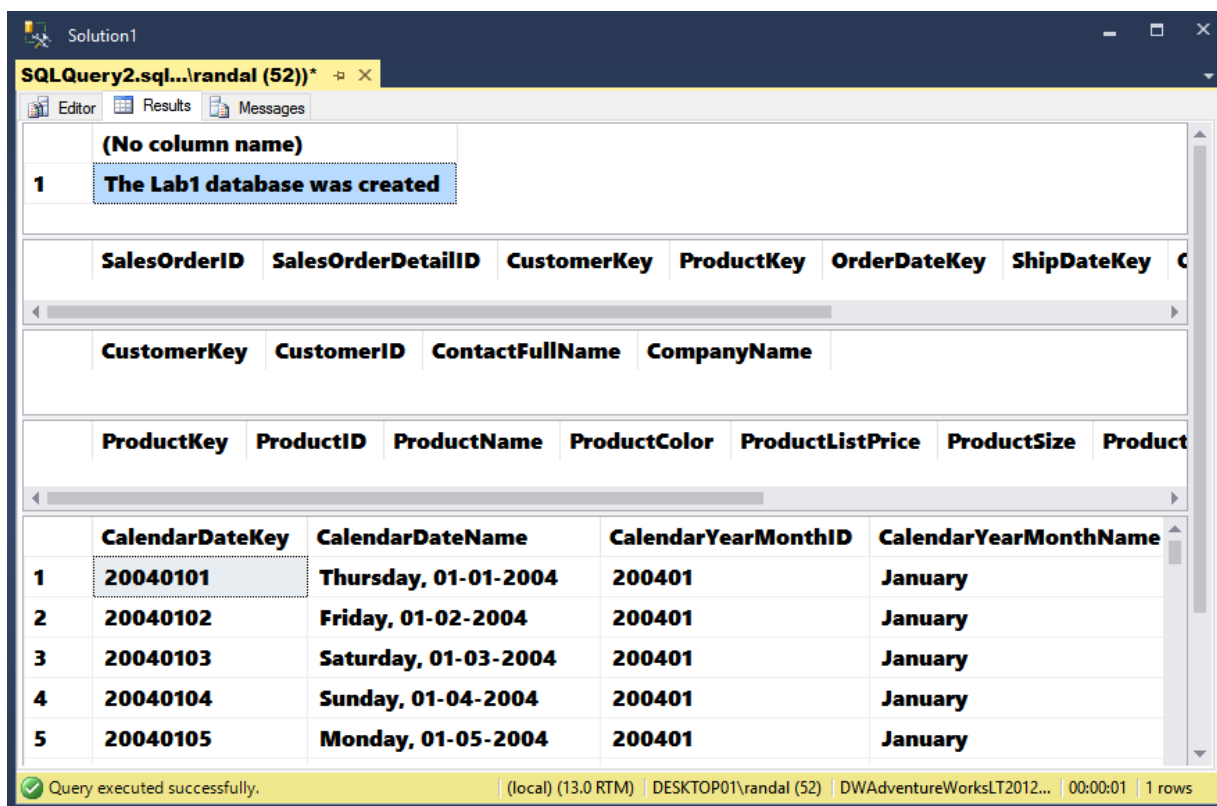 Solution1
SQLQuery2.sql...\randal (52))*
Editor Results Messages
(No column name)
1 The Lab1 database was created
SalesOrderID SalesOrderDetailID CustomerKey ProductKey OrderDateKey ShipDateKey
CustomerKey CustomerID ContactFullName CompanyName
ProductKey ProductID ProductName ProductColor ProductListPrice ProductSize Product
CalendarDateKey CalendarDateName CalendarYearMonthID CalendarYearMonthName
1 20040101 Thursday, 01-01-2004 200401 January
2 20040102 Friday, 01-02-2004 200401 January
3 20040103 Saturday, 01-03-2004 200401 January
4 20040104 Sunday, 01-04-2004 200401 January
5 20040105 Monday, 01-05-2004 200401 January
Query executed successfully. (local) (13.0 RTM) DESKTOP01\randal (52) DWAdventureWorksLT2012... 00:00:01 1 rows